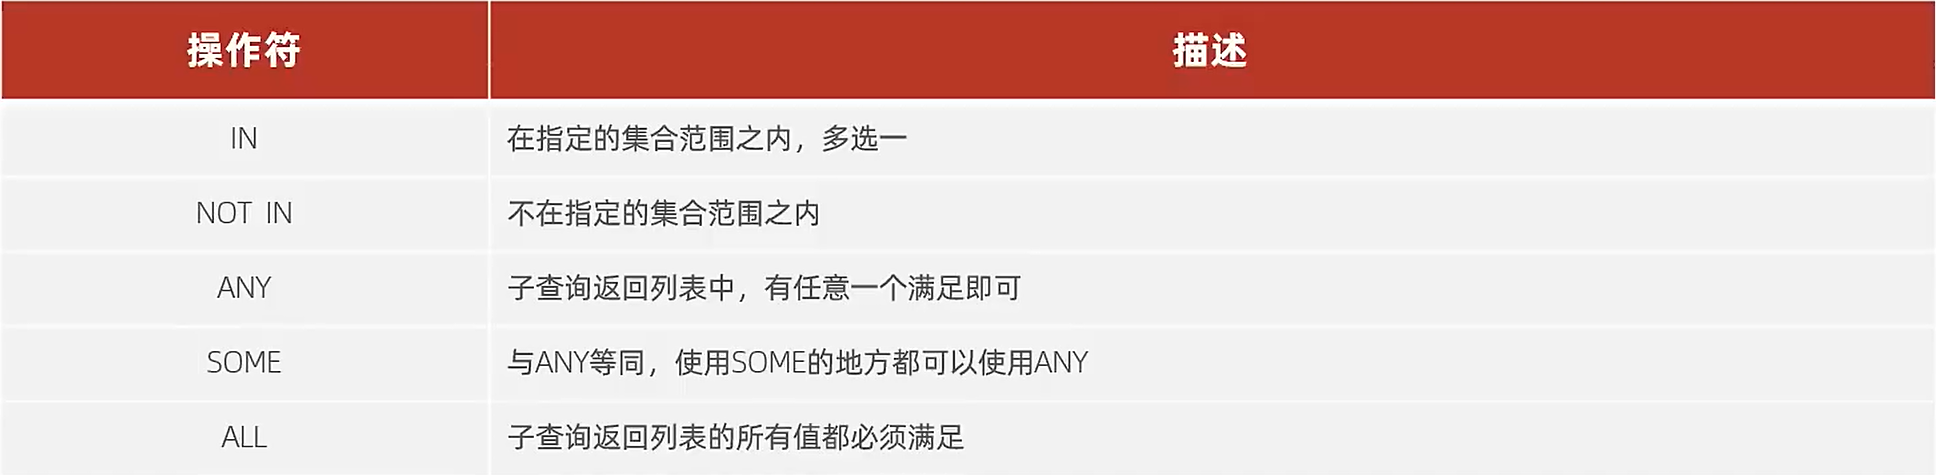 操作符 描述
IN 在指定的集合范围之内，多选一
NOT IN 不在指定的集合范围之内
ANY 子查询返回列表中，有任意一个满足即可
SOME 与ANY等同，使用SOME的地方都可以使用ANY
ALL 子查询返回列表的所有值都必须满足